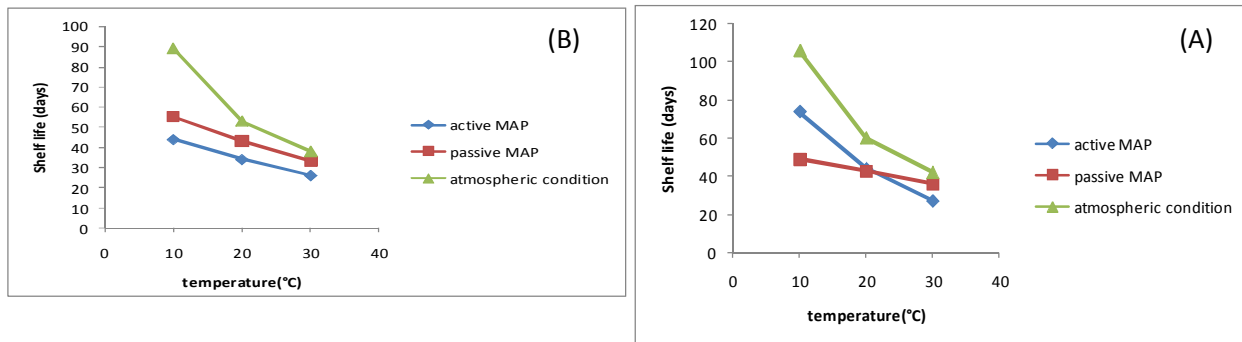 (B)
Shelf life (days)
100
90
80
70
60
50
40
30
20
10
0
0 10 20 30 40
temperature(°C)
active MAP
passive MAP
atmospheric condition
(A)
Shelf life (days)
120
100
80
60
40
20
0
0 10 20 30 40
temperature(°C)
active MAP
passive MAP
atmospheric condition